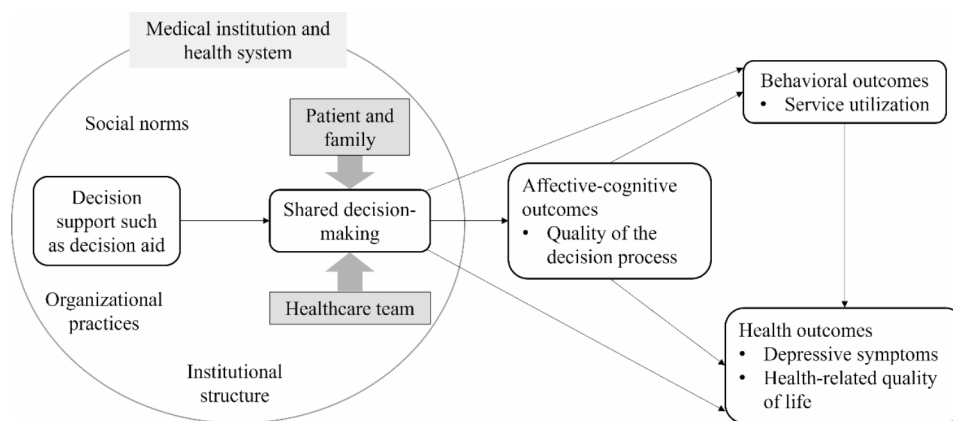 Medical institution and
health system
Social norms
Patient and
family
Decision
support such
as decision aid
Shared decision-
making
Healthcare team
Organizational
practices
Institutional
structure
Affective-cognitive
outcomes
• Quality of the
decision process
Behavioral outcomes
• Service utilization
Health outcomes
• Depressive symptoms
• Health-related quality
of life